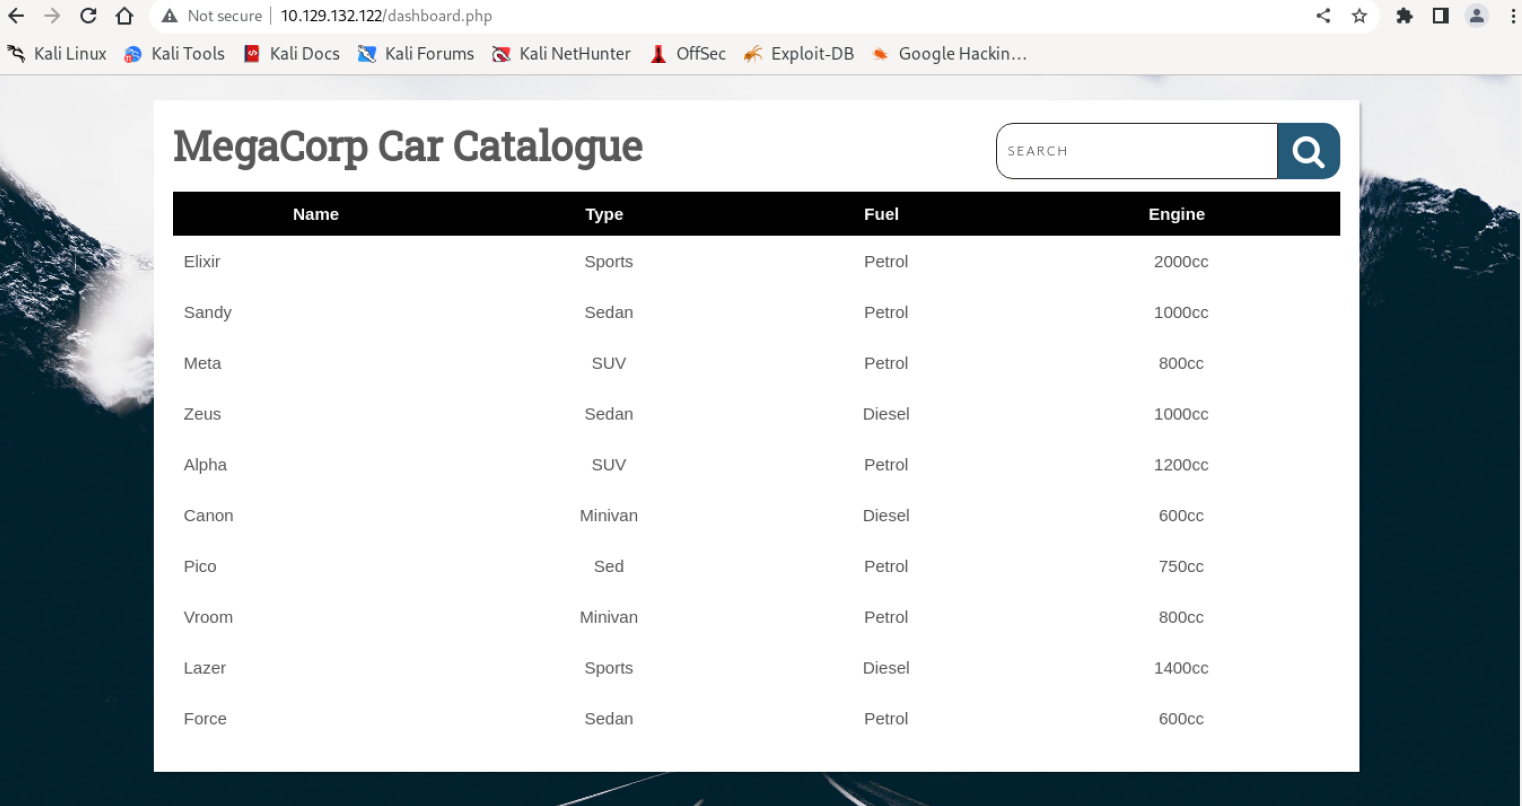 Not secure 10.129.132.122/dashboard.php
Kali Linux Kali Tools Kali Docs Kali Forums Kali NetHunter OffSec Exploit-DB Google Hackin…
MegaCorp Car Catalogue
SEARCH
Name Type Fuel Engine
Elixir Sports Petrol 2000cc
Sandy Sedan Petrol 1000cc
Meta SUV Petrol 800cc
Zeus Sedan Diesel 1000cc
Alpha SUV Petrol 1200cc
Canon Minivan Diesel 600cc
Pico Sed Petrol 750cc
Vroom Minivan Petrol 800cc
Lazer Sports Diesel 1400cc
Force Sedan Petrol 600cc